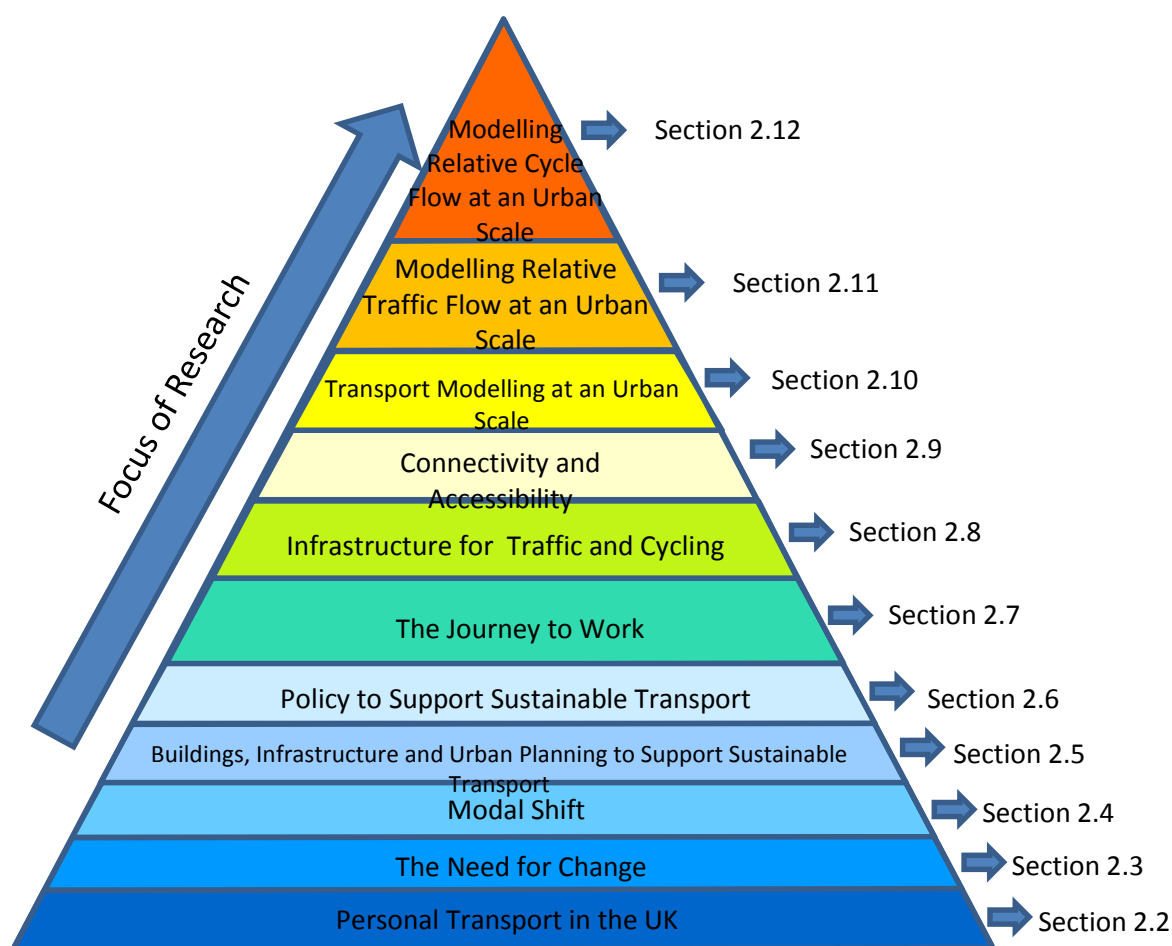 Modelling
Relative Cycle
Flow at an Urban
Scale
Section 2.12
Modelling Relative
Traffic Flow at an Urban
Scale
Section 2.11
Transport Modelling at an Urban
Scale
Section 2.10
Connectivity and
Accessibility
Section 2.9
Infrastructure for Traffic and Cycling
Section 2.8
The Journey to Work
Section 2.7
Policy to Support Sustainable Transport
Section 2.6
Buildings, Infrastructure and Urban Planning to Support Sustainable
Transport
Section 2.5
Modal Shift
Section 2.4
The Need for Change
Section 2.3
Personal Transport in the UK
Section 2.2
Focus of Research